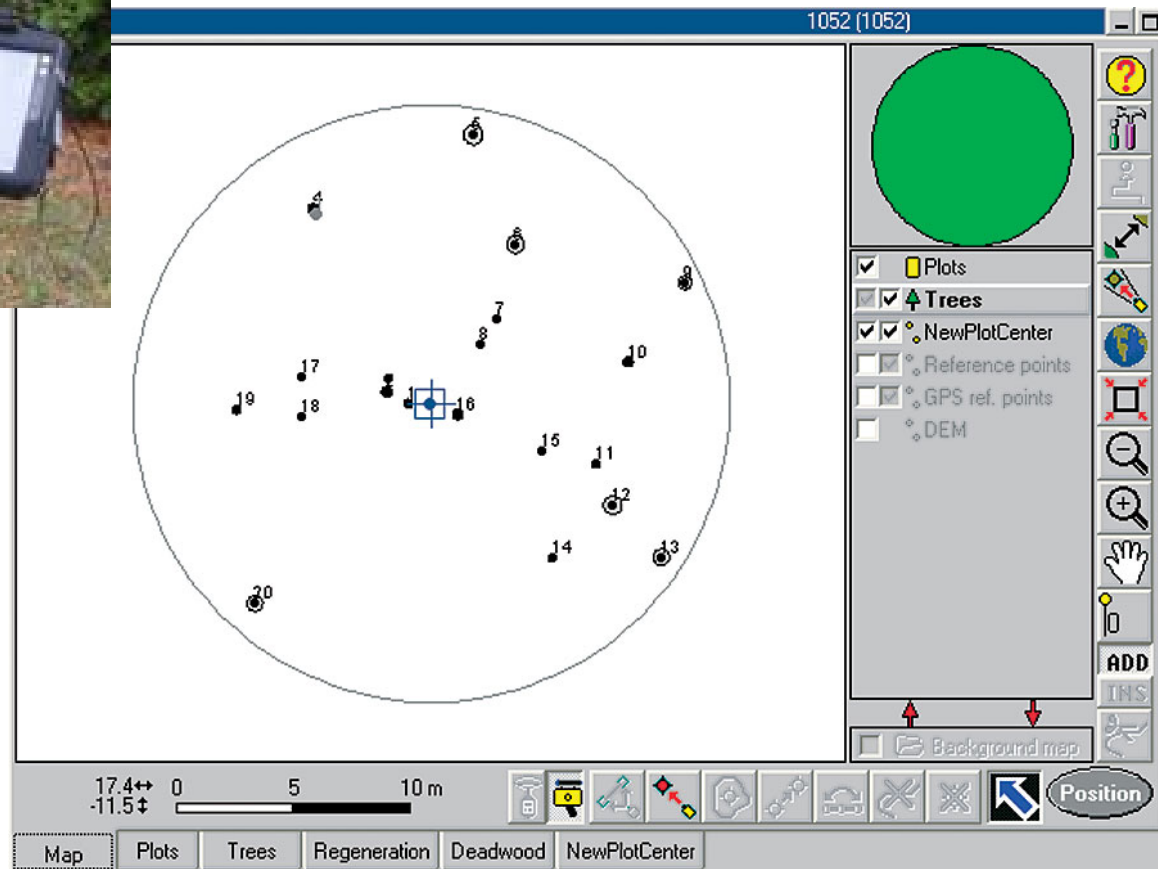 1052 (1052)
4
9
7
8
10
17
19
18
1
16
15
11
12
14
13
20
Plots
Trees
NewPlotCenter
Reference points
GPS ref. points
DEM
?
ADD
INS
Background map
17.4↔
-11.5↕
0 5 10 m
Position
Map Plots Trees Regeneration Deadwood NewPlotCenter